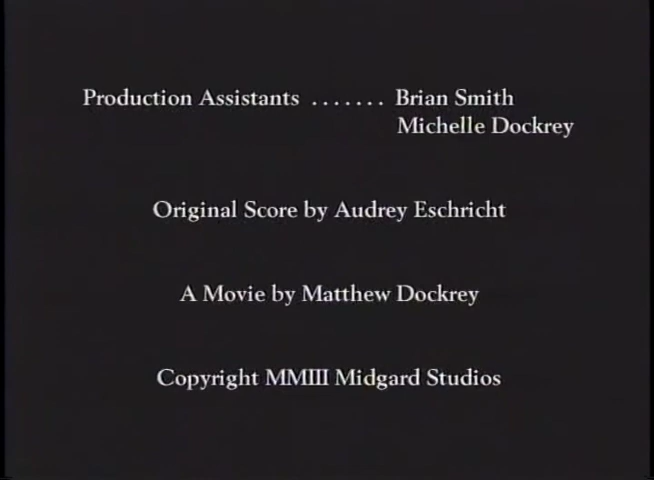 Production Assistants ....... Brian Smith
Michelle Dockrey
Original Score by Audrey Eschricht
A Movie by Matthew Dockrey
Copyright MMIII Midgard Studios